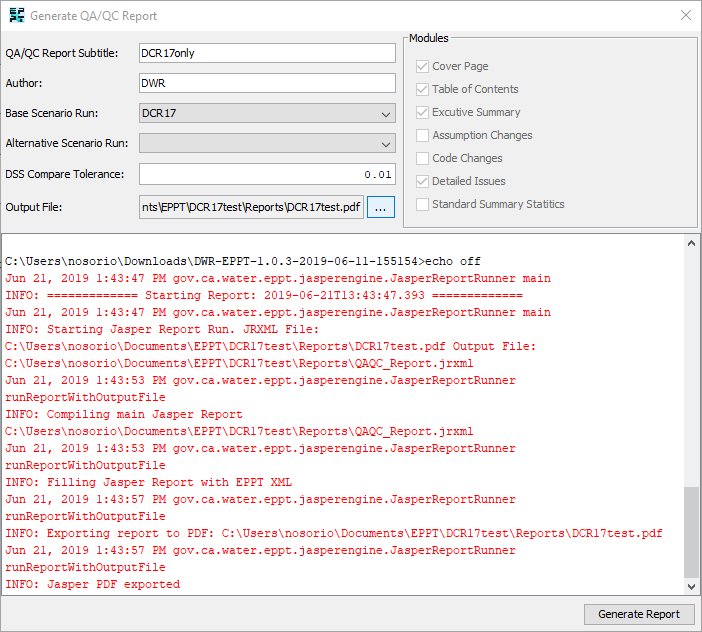 Generate QA/QC Report
QA/QC Report Subtitle: DCR17only
Author: DWR
Base Scenario Run: DCR17
Alternative Scenario Run:
DSS Compare Tolerance: 0.01
Output File: nts\EPPT\DCR17test\Reports\DCR17test.pdf ...
Modules
Cover Page
Table of Contents
Excutive Summary
Assumption Changes
Code Changes
Detailed Issues
Standard Summary Statitics
C:\Users\nosorio\Downloads\DWR-EPPT-1.0.3-2019-06-11-155154>echo off
Jun 21, 2019 1:43:47 PM gov.ca.water.eppt.jasperengine.JasperReportRunner main
INFO: ============= Starting Report: 2019-06-21T13:43:47.393 =============
Jun 21, 2019 1:43:47 PM gov.ca.water.eppt.jasperengine.JasperReportRunner main
INFO: Starting Jasper Report Run. JRXML File:
C:\Users\nosorio\Documents\EPPT\DCR17test\Reports\DCR17test.pdf Output File:
C:\Users\nosorio\Documents\EPPT\DCR17test\Reports\QAQC_Report.jrxml
Jun 21, 2019 1:43:53 PM gov.ca.water.eppt.jasperengine.JasperReportRunner
runReportWithOutputFile
INFO: Compiling main Jasper Report
C:\Users\nosorio\Documents\EPPT\DCR17test\Reports\QAQC_Report.jrxml
Jun 21, 2019 1:43:53 PM gov.ca.water.eppt.jasperengine.JasperReportRunner
runReportWithOutputFile
INFO: Filling Jasper Report with EPPT XML
Jun 21, 2019 1:43:57 PM gov.ca.water.eppt.jasperengine.JasperReportRunner
runReportWithOutputFile
INFO: Exporting report to PDF: C:\Users\nosorio\Documents\EPPT\DCR17test\Reports\DCR17test.pdf
Jun 21, 2019 1:43:57 PM gov.ca.water.eppt.jasperengine.JasperReportRunner
runReportWithOutputFile
INFO: Jasper PDF exported
Generate Report